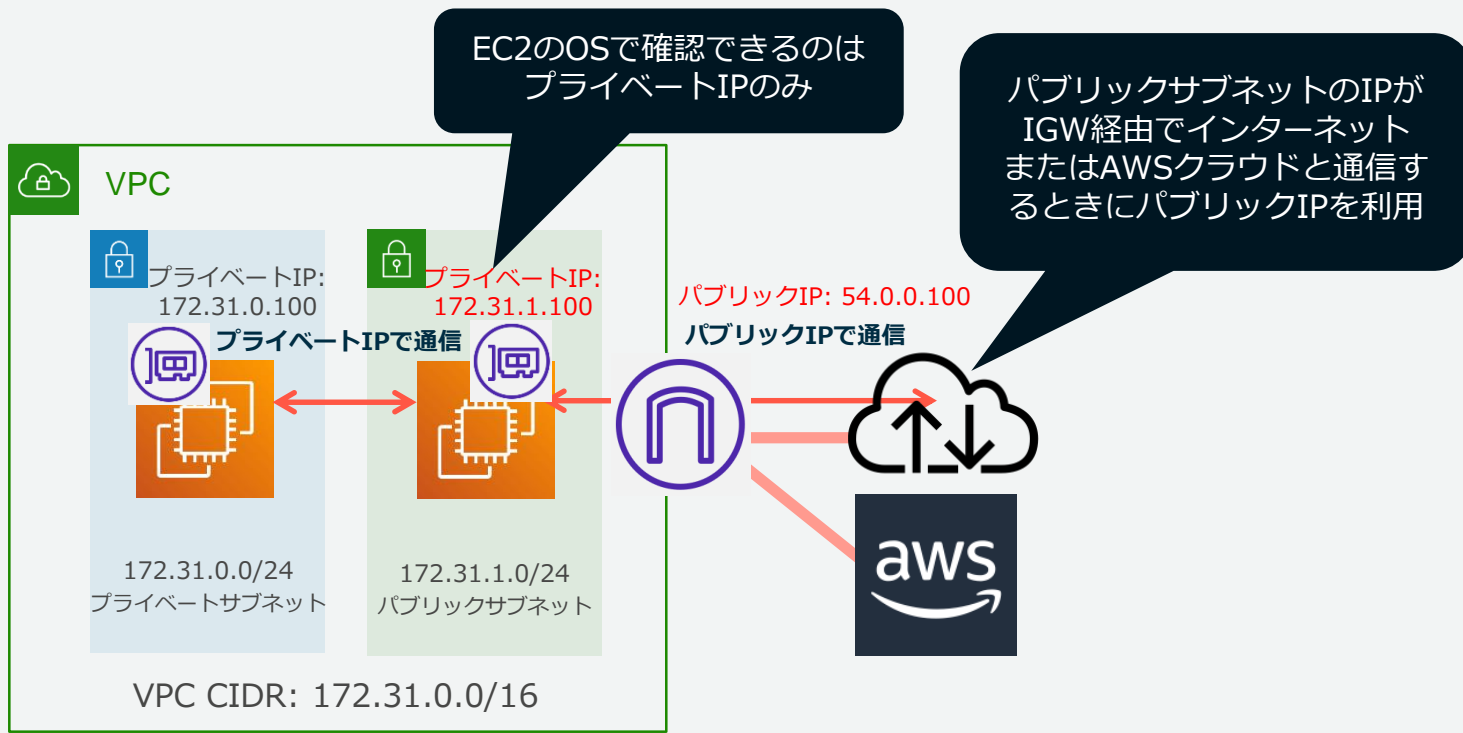 EC2のOSで確認できるのは
プライベートIPのみ
パブリックサブネットのIPが
IGW経由でインターネット
またはAWSクラウドと通信す
るときにパブリックIPを利用
VPC
プライベートIP:
172.31.0.100
プライベートIP:
172.31.1.100
パブリックIP: 54.0.0.100
プライベートIPで通信
パブリックIPで通信
172.31.0.0/24
プライベートサブネット
172.31.1.0/24
パブリックサブネット
aws
VPC CIDR: 172.31.0.0/16